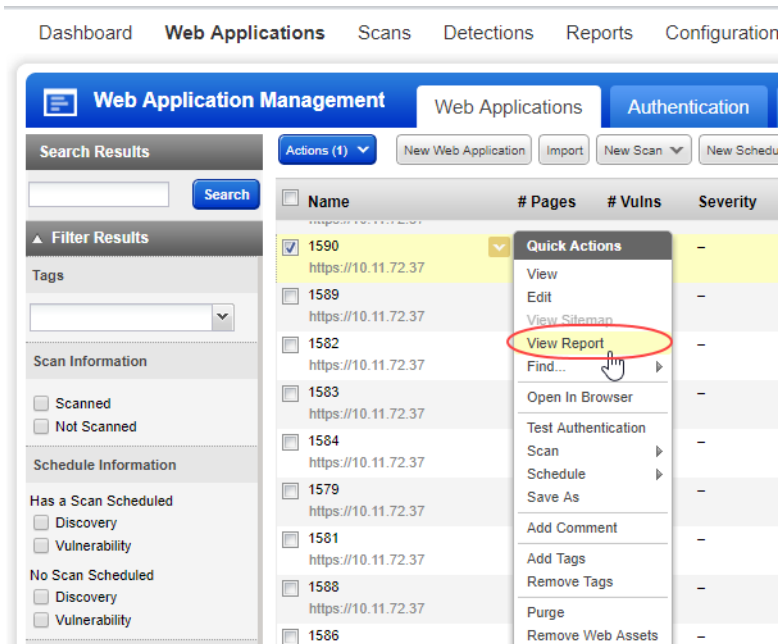 Dashboard Web Applications Scans Detections Reports Configuration
Web Application Management
Web Applications Authentication
Search Results
Actions (1) New Web Application Import New Scan New Schedu
Search
Name # Pages # Vulns Severity
Filter Results
1590
https://10.11.72.37
–
Tags
1589
https://10.11.72.37
–
Scan Information
1582
https://10.11.72.37
–
Scanned
Not Scanned
1583
https://10.11.72.37
–
Schedule Information
1584
https://10.11.72.37
–
Has a Scan Scheduled
Discovery
Vulnerability
1579
https://10.11.72.37
–
No Scan Scheduled
Discovery
Vulnerability
1581
https://10.11.72.37
–
1588
https://10.11.72.37
–
1586
–
Quick Actions
View
Edit
View Sitemap
View Report
Find...
Open In Browser
Test Authentication
Scan
Schedule
Save As
Add Comment
Add Tags
Remove Tags
Purge
Remove Web Assets